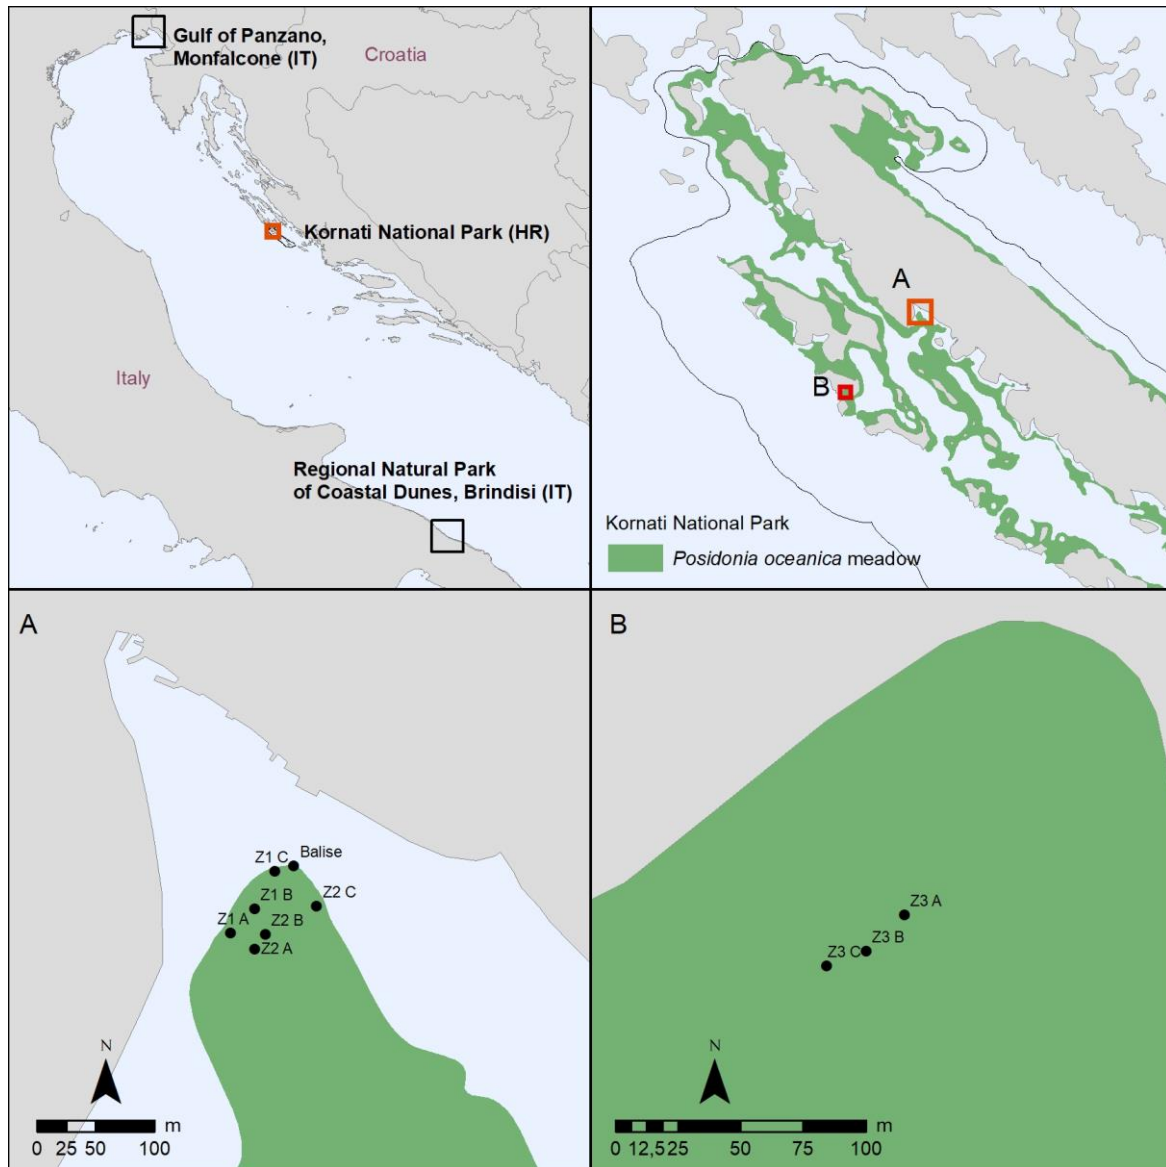 Gulf of Panzano,
Monfalcone (IT)
Croatia
Kornati National Park (HR)
Italy
Regional Natural Park
of Coastal Dunes, Brindisi (IT)
A
B
Kornati National Park
Posidonia oceanica meadow
A
Balise
Z1 C
Z1 B
Z2 C
Z1 A
Z2 B
Z2 A
N
m
0 25 50 100
B
Z3 A
Z3 B
Z3 C
N
m
0 12,5 25 50 75 100